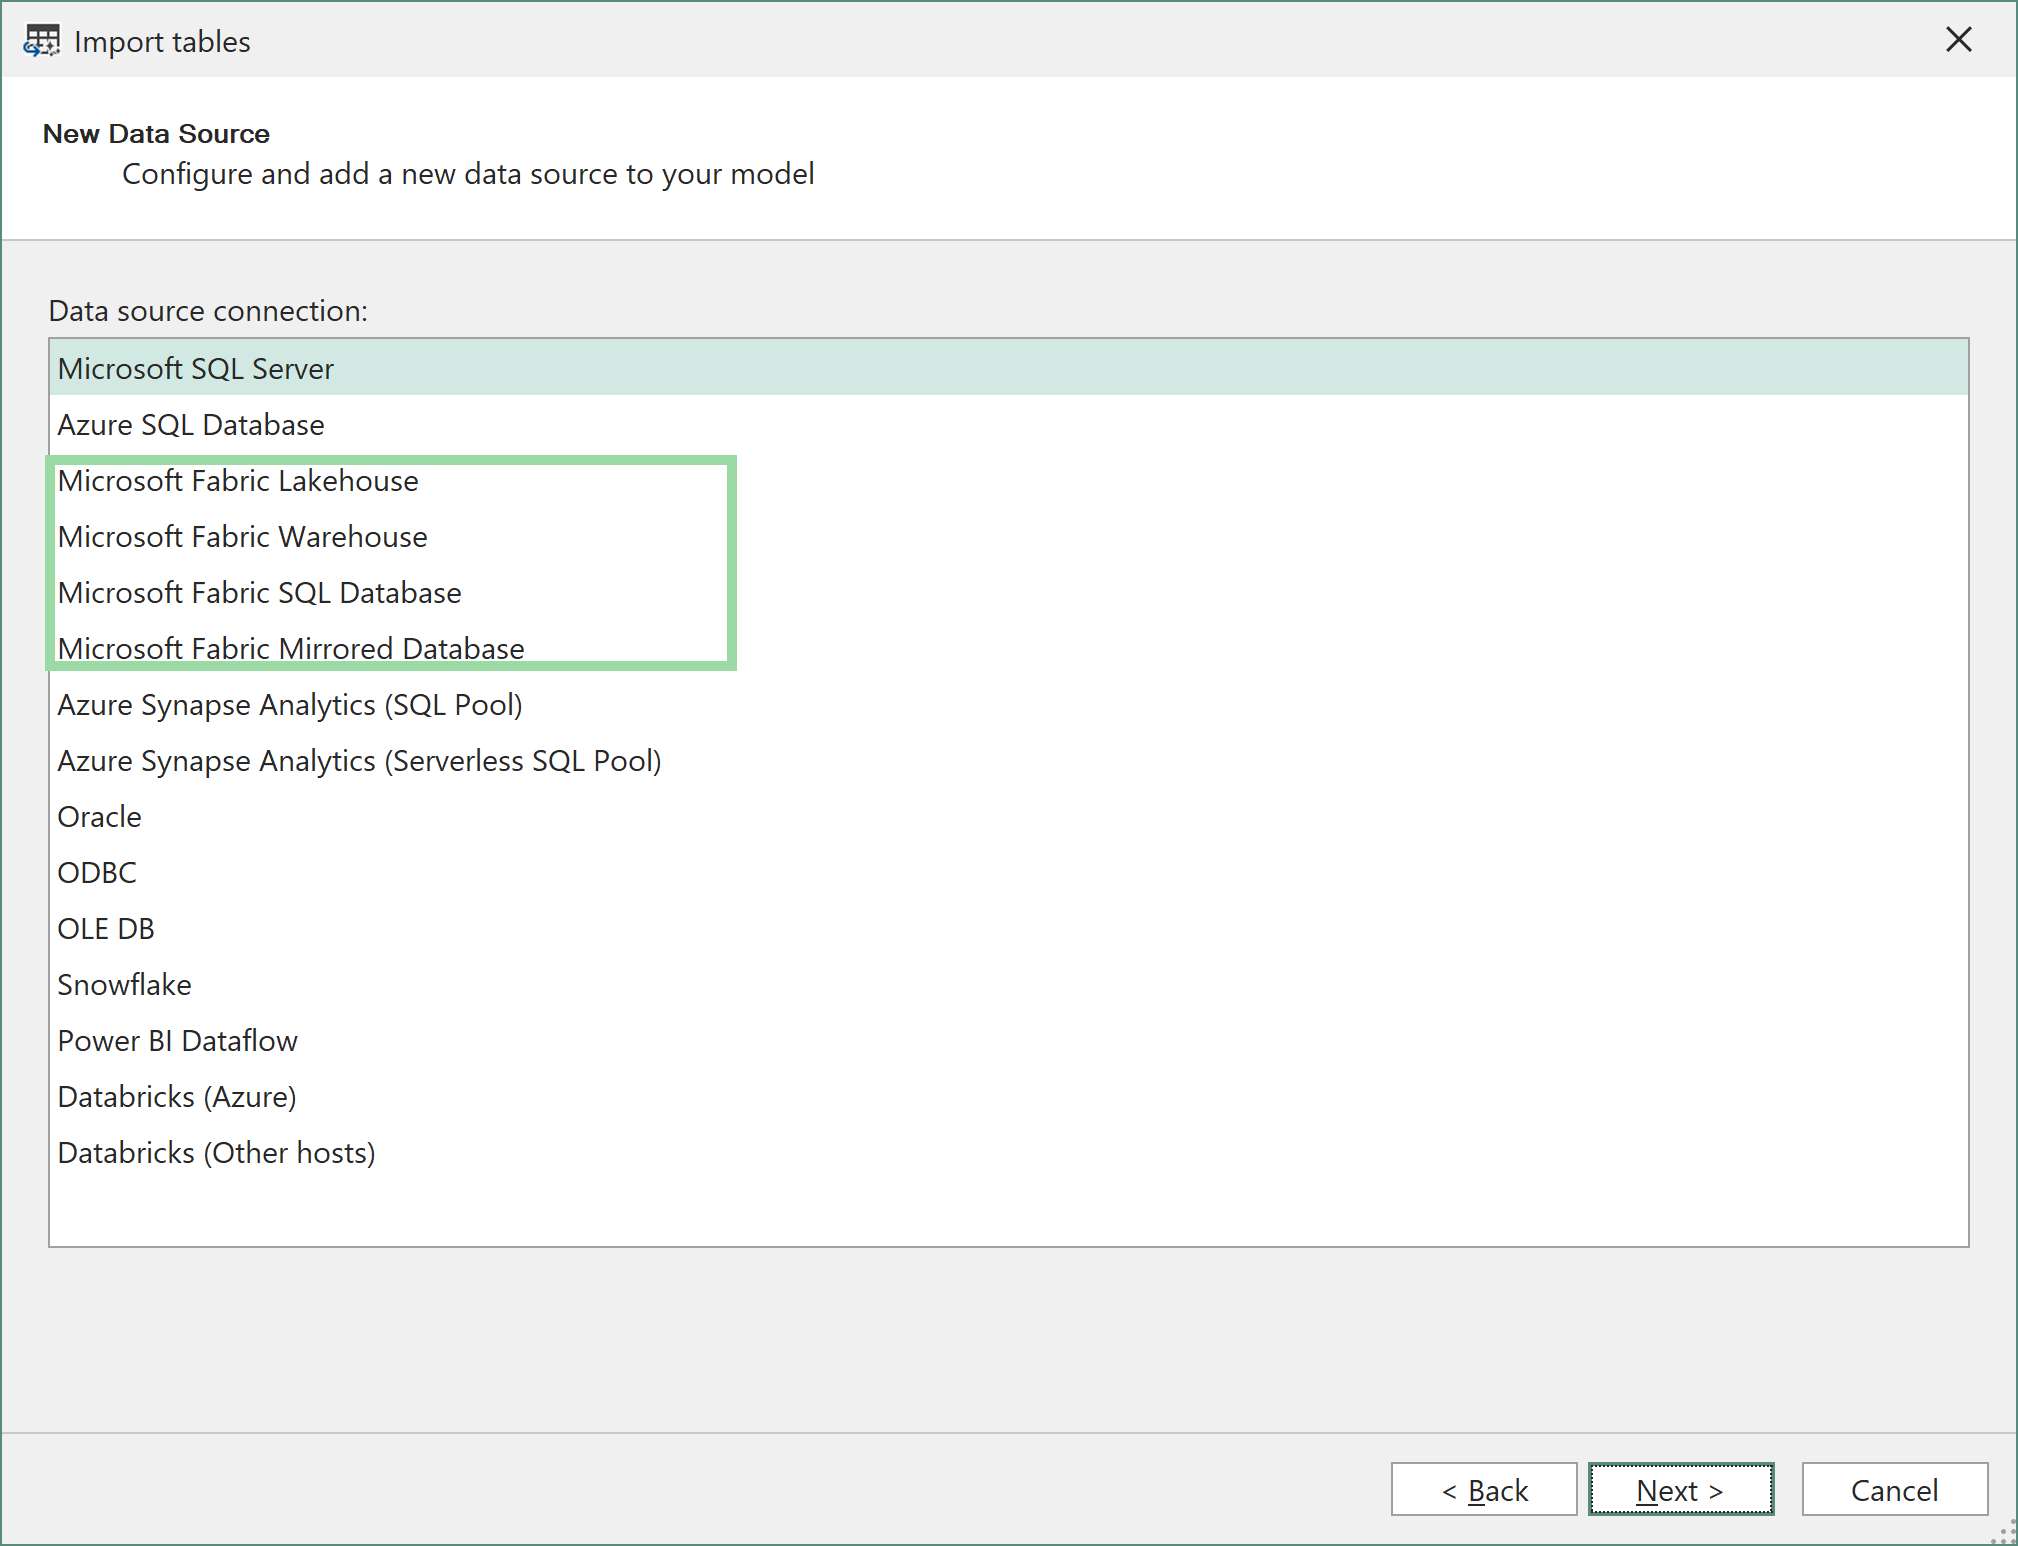 Import tables
New Data Source
Configure and add a new data source to your model
Data source connection:
Microsoft SQL Server
Azure SQL Database
Microsoft Fabric Lakehouse
Microsoft Fabric Warehouse
Microsoft Fabric SQL Database
Microsoft Fabric Mirrored Database
Azure Synapse Analytics (SQL Pool)
Azure Synapse Analytics (Serverless SQL Pool)
Oracle
ODBC
OLE DB
Snowflake
Power BI Dataflow
Databricks (Azure)
Databricks (Other hosts)
< Back Next > Cancel